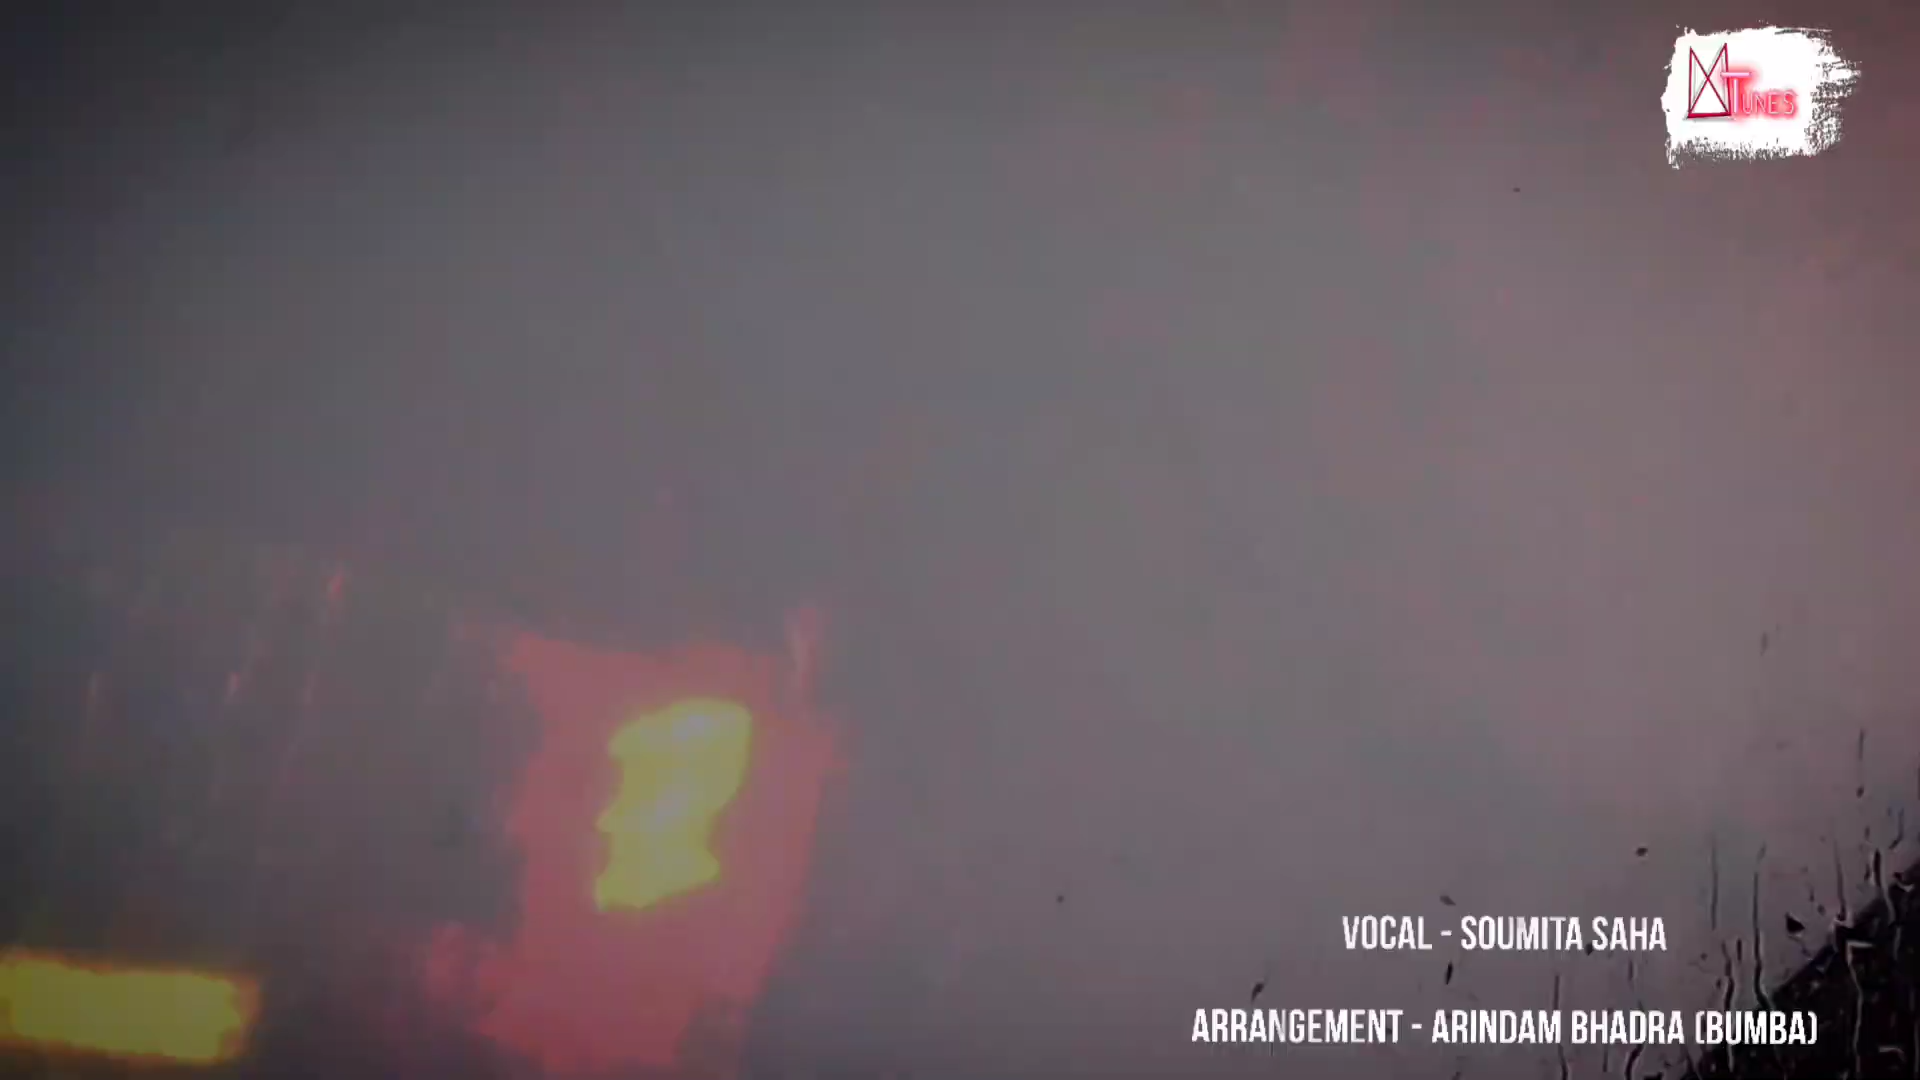 TUNES
VOCAL - SOUMITA SAHA
ARRANGEMENT - ARINDAM BHADRA (BUMBA)